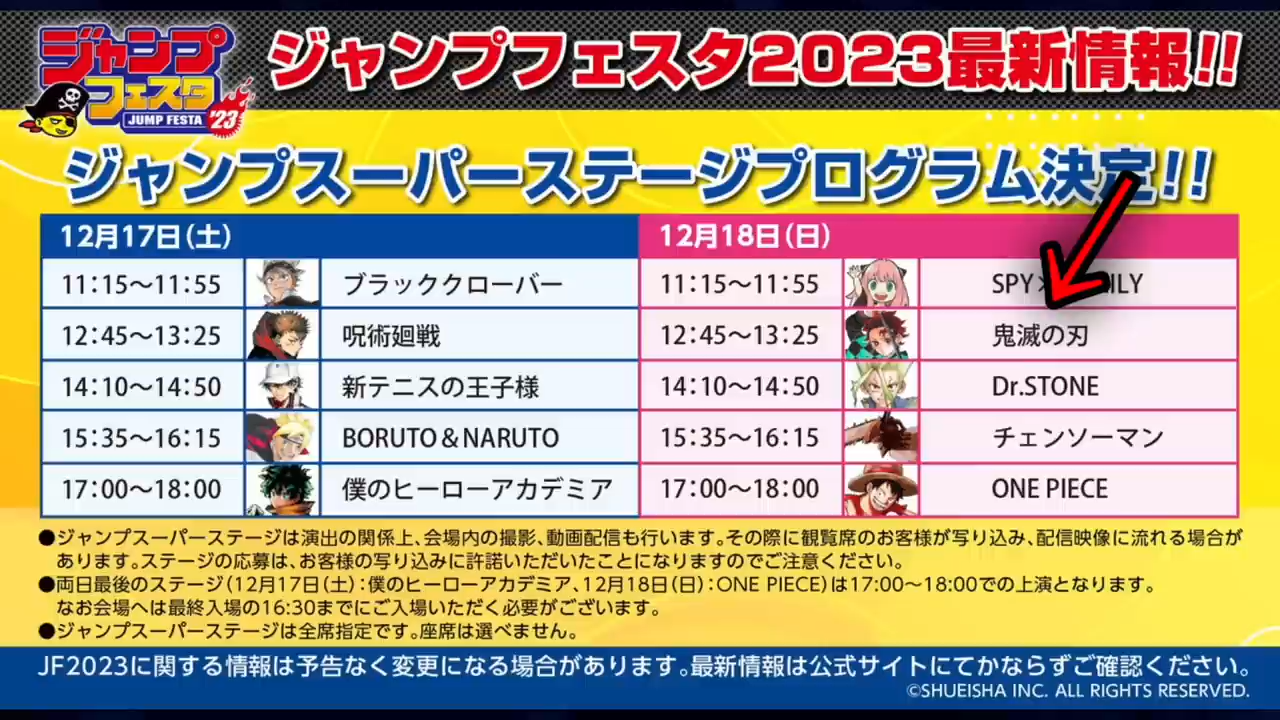 ジャンプ
フェスタ
JUMP FESTA '23
ジャンプフェスタ2023最新情報!!
ジャンプスーパーステージプログラム決定!!
12月17日(土)
11:15～11:55 ブラッククローバー
12:45～13:25 呪術廻戦
14:10～14:50 新テニスの王子様
15:35～16:15 BORUTO＆NARUTO
17:00～18:00 僕のヒーローアカデミア
12月18日(日)
11:15～11:55 SPY×FAMILY
12:45～13:25 鬼滅の刃
14:10～14:50 Dr.STONE
15:35～16:15 チェンソーマン
17:00～18:00 ONE PIECE
●ジャンプスーパーステージは演出の関係上、会場内の撮影、動画配信も行います。その際に観覧席のお客様が写り込み、配信映像に流れる場合が
あります。ステージの応募は、お客様の写り込みに許諾いただいたことになりますのでご注意ください。
●両日最後のステージ(12月17日(土):僕のヒーローアカデミア、12月18日(日):ONE PIECE)は17:00～18:00での上演となります。
なお会場へは最終入場の16:30までにご入場いただく必要がございます。
●ジャンプスーパーステージは全席指定です。座席は選べません。
JF2023に関する情報は予告なく変更になる場合があります。最新情報は公式サイトにてかならずご確認ください。
©SHUEISHA INC. ALL RIGHTS RESERVED.